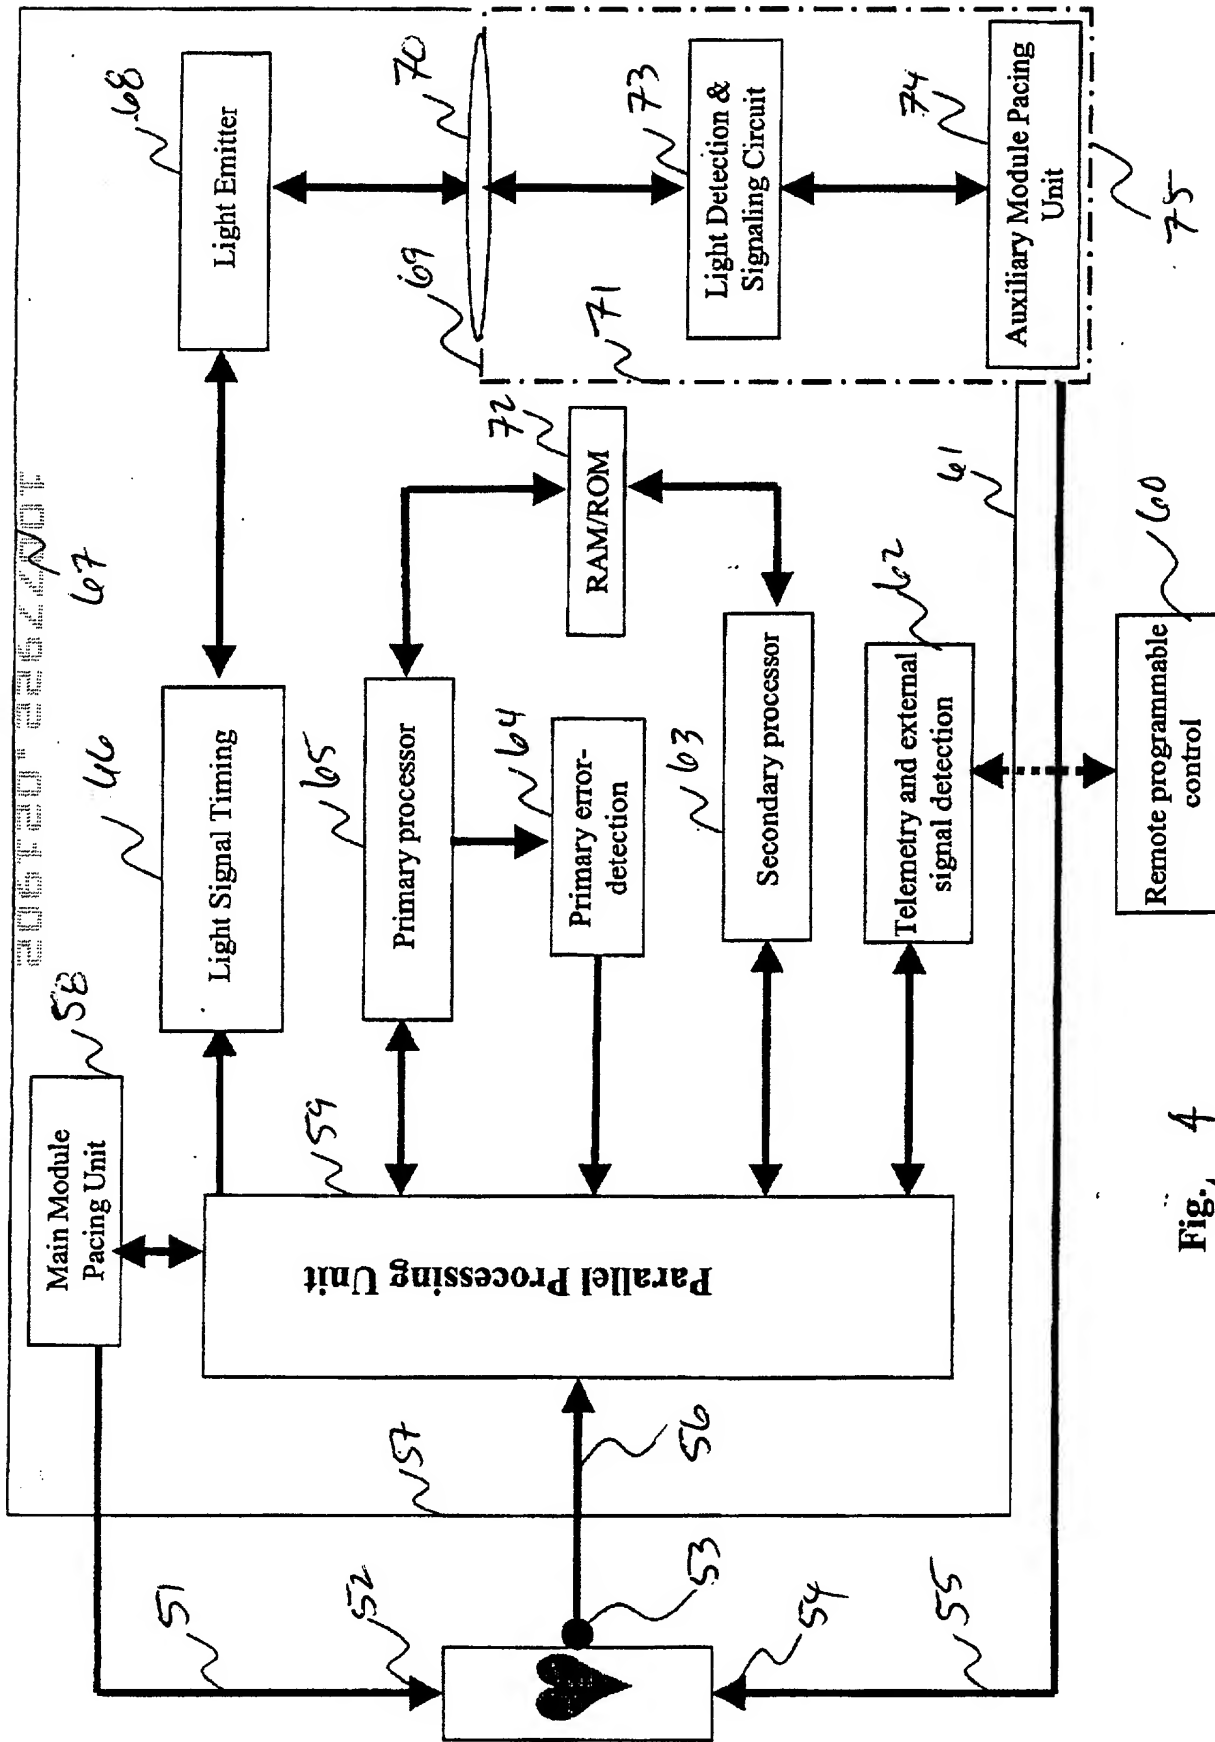 67
Main Module
Pacing Unit
58
46
Light Signal Timing
Light Emitter
68
70
69
59
Parallel Processing Unit
65
Primary processor
64
Primary error-
detection
72
RAM/ROM
71
Light Detection &
Signaling Circuit
73
74
Auxiliary Module Pacing
Unit
75
63
Secondary processor
62
Telemetry and external
signal detection
61
60
Remote programmable
control
57
56
51
52
53
54
55
Fig., 4